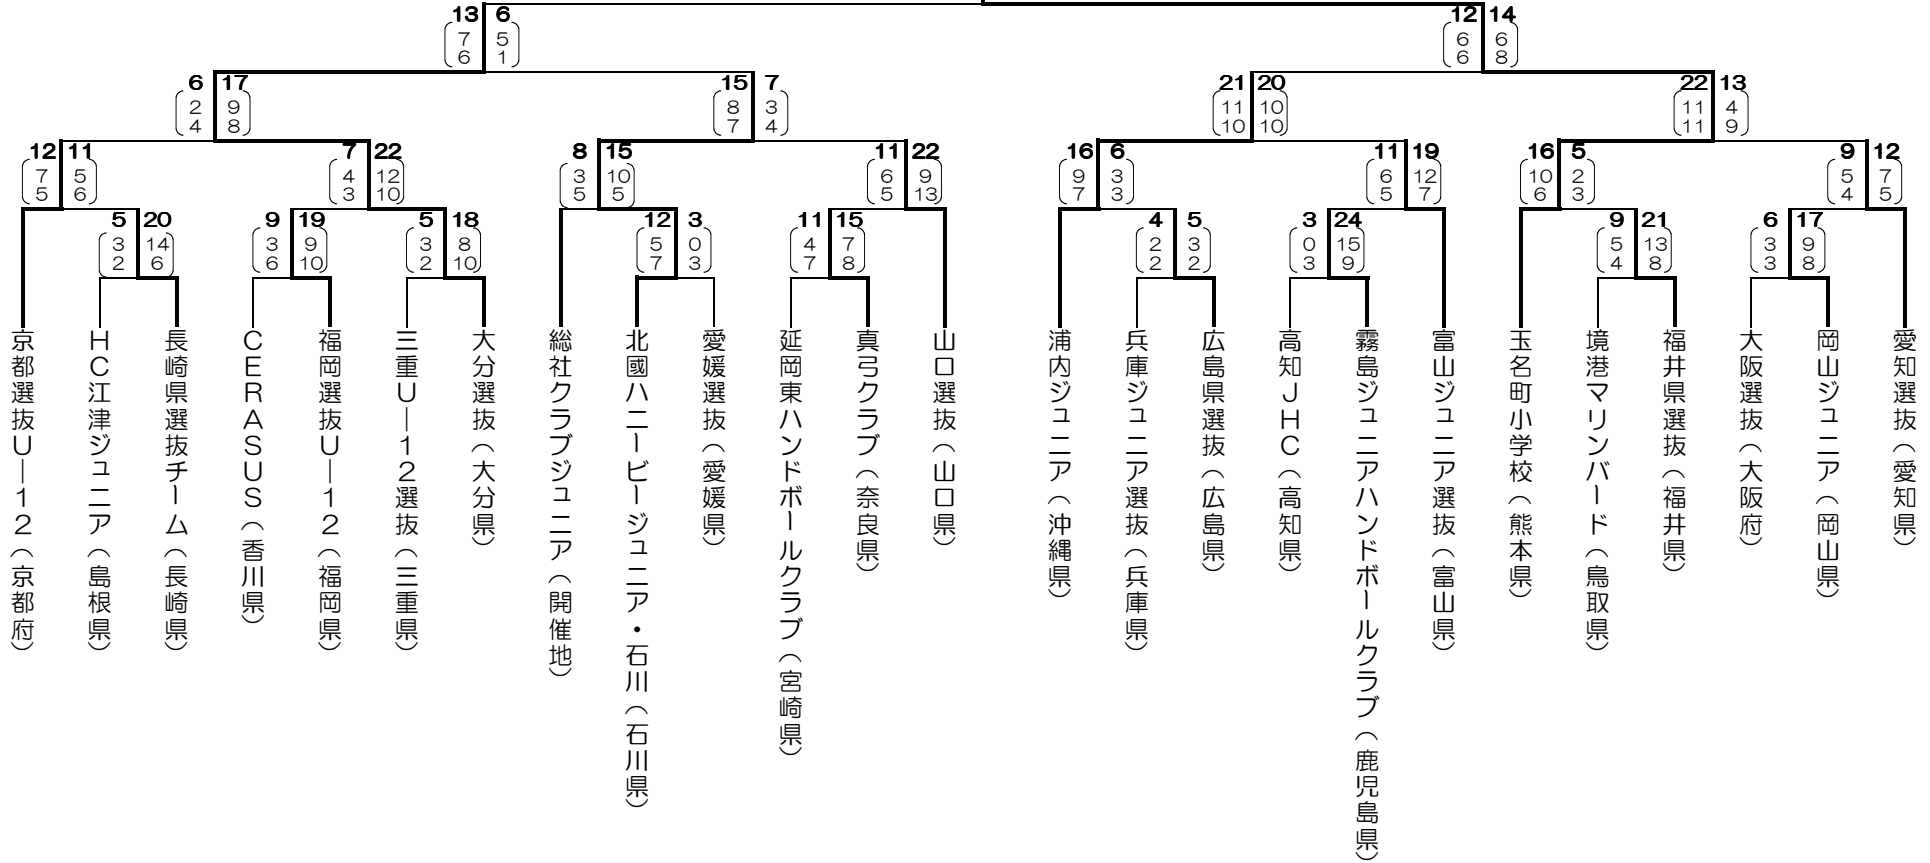 13 6
7 5
6 1
12 14
6 6
6 8
6 17
2 9
4 8
15 7
8 3
7 4
21 20
11 10
10 10
22 13
11 4
11 9
12 11
7 5
5 6
7 22
4 12
3 10
8 15
3 10
5 5
11 22
6 9
5 13
16 6
9 3
7 3
11 19
6 12
5 7
16 5
10 2
6 3
9 12
5 7
4 5
5 20
3 14
2 6
9 19
3 9
6 10
5 18
3 8
2 10
12 3
5 0
7 3
11 15
4 7
7 8
4 5
2 3
2 2
3 24
0 15
3 9
9 21
5 13
4 8
6 17
3 9
3 8
京都選抜U―12(京都府)
HC江津ジュニア(島根県)
長崎県選抜チーム(長崎県)
CERASUS(香川県)
福岡選抜U―12(福岡県)
三重U―12選抜(三重県)
大分選抜(大分県)
総社クラブジュニア(開催地)
北國ハニービージュニア・石川(石川県)
愛媛選抜(愛媛県)
延岡東ハンドボールクラブ(宮崎県)
真弓クラブ(奈良県)
山口選抜(山口県)
浦内ジュニア(沖縄県)
兵庫ジュニア選抜(兵庫県)
広島県選抜(広島県)
高知JHC(高知県)
霧島ジュニアハンドボールクラブ(鹿児島県)
富山ジュニア選抜(富山県)
玉名町小学校(熊本県)
境港マリンバード(鳥取県)
福井県選抜(福井県)
大阪選抜(大阪府)
岡山ジュニア(岡山県)
愛知選抜(愛知県)